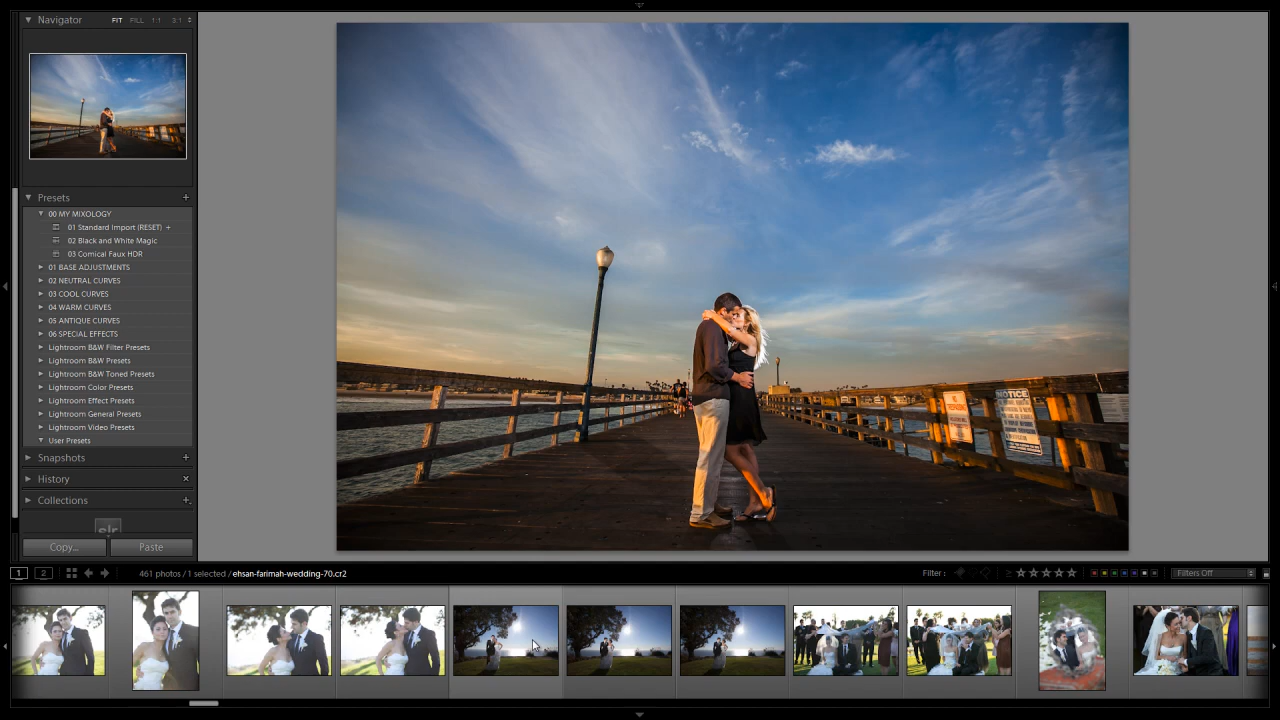 Navigator FIT FILL 1:1 3:1
Presets +
00 MY MIXOLOGY
01 Standard Import (RESET) +
02 Black and White Magic
03 Comical Faux HDR
01 BASE ADJUSTMENTS
02 NEUTRAL CURVES
03 COOL CURVES
04 WARM CURVES
05 ANTIQUE CURVES
06 SPECIAL EFFECTS
Lightroom B&W Filter Presets
Lightroom B&W Presets
Lightroom B&W Toned Presets
Lightroom Color Presets
Lightroom Effect Presets
Lightroom General Presets
Lightroom Video Presets
User Presets
Snapshots +
History ×
Collections +
slr
Copy... Paste
NOTICE
1 2 461 photos / 1 selected / ehsan-farimah-wedding-70.cr2 Filter : Filters Off